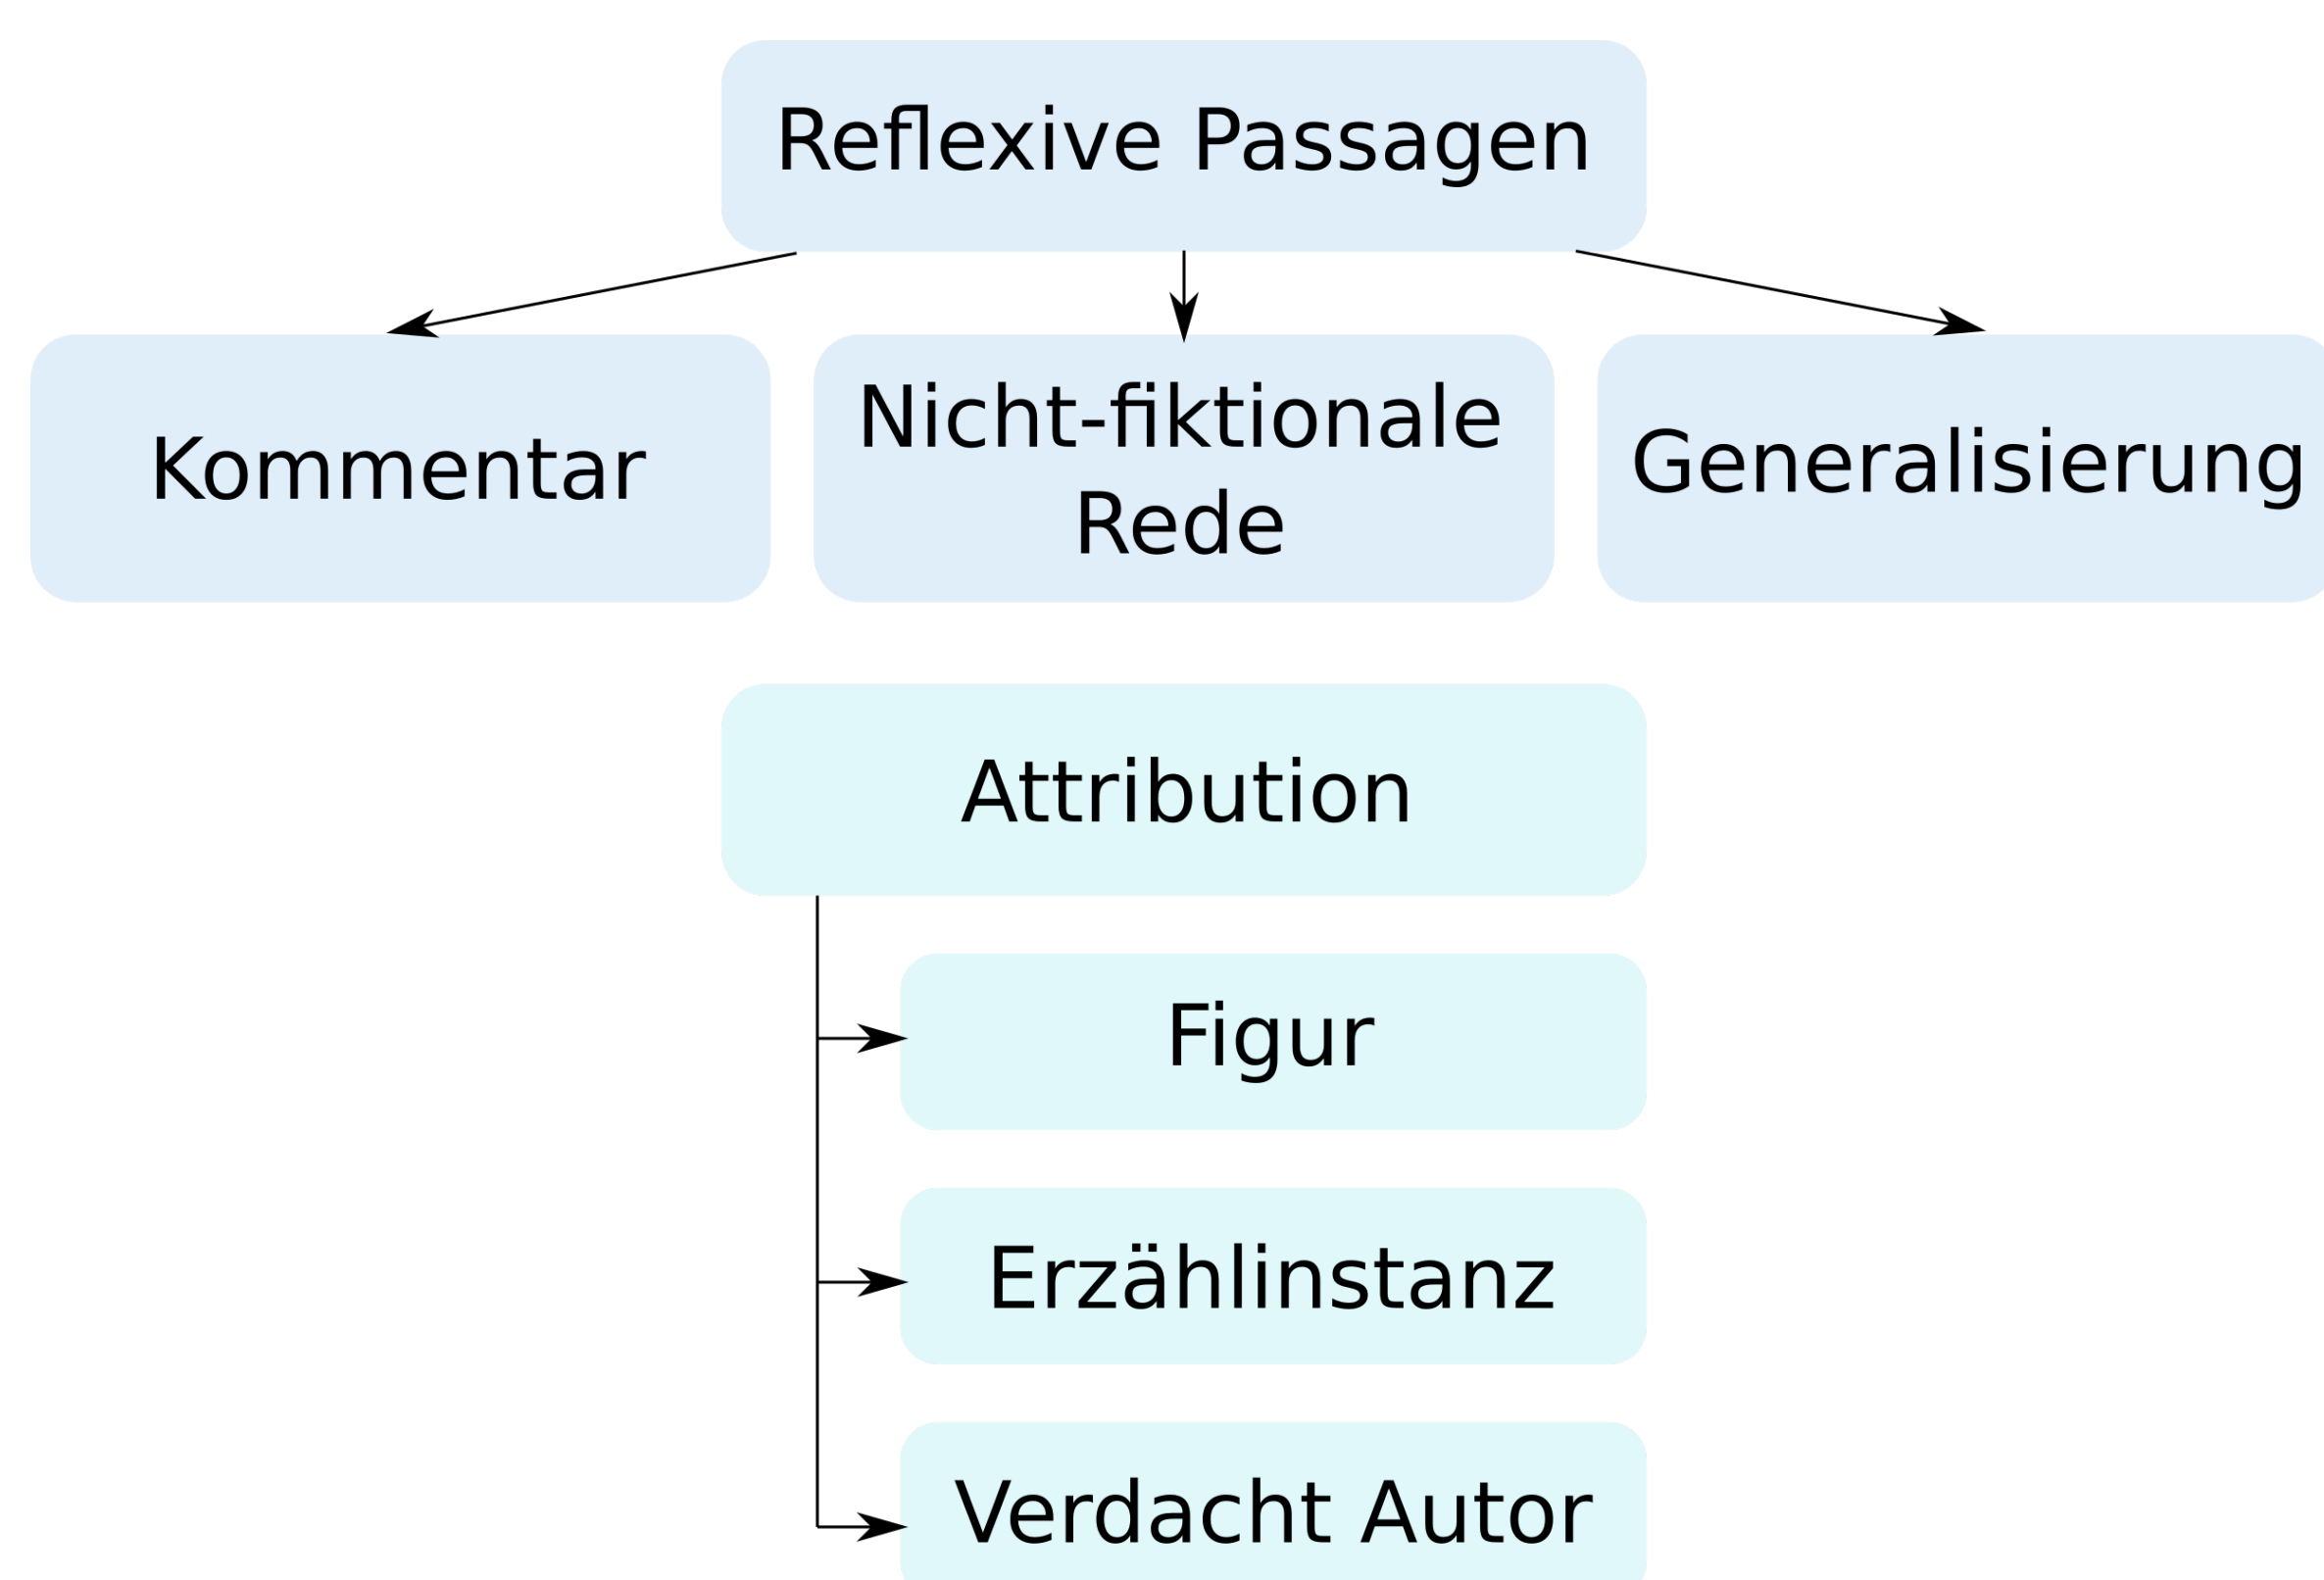 Reflexive Passagen
Kommentar
Nicht-fiktionale
Rede
Generalisierung
Attribution
Figur
Erzählinstanz
Verdacht Autor